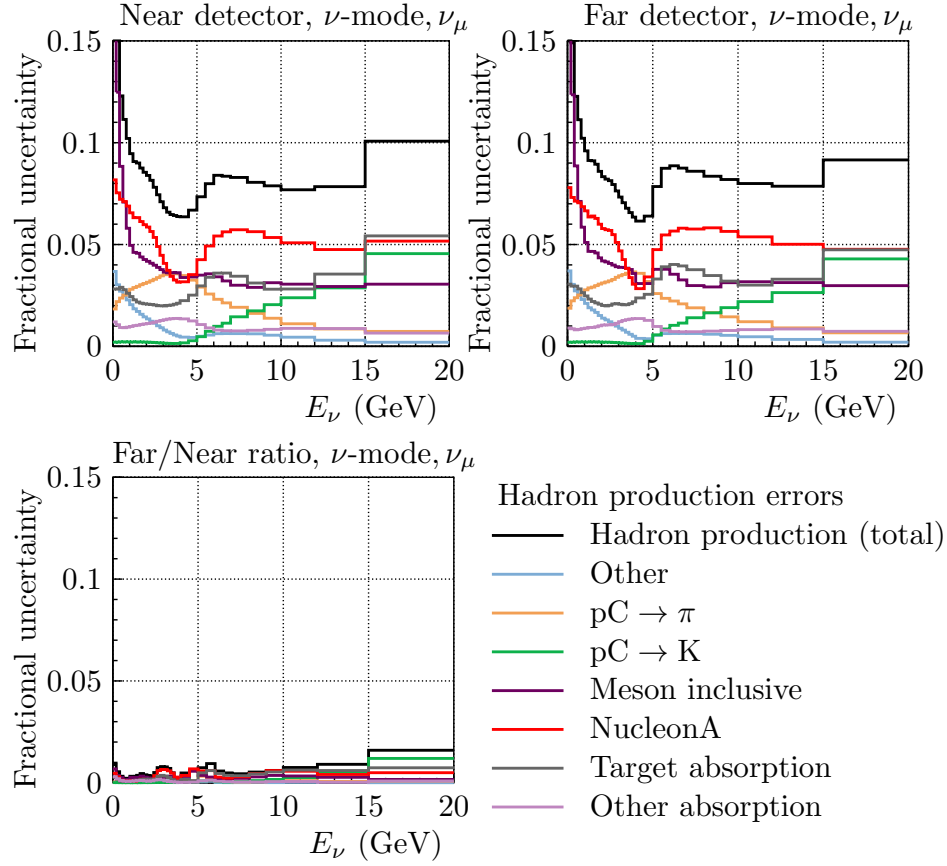 Near detector, ν-mode, ν_μ
Fractional uncertainty
0.15
0.1
0.05
0
0 5 10 15 20
E_ν (GeV)
Far detector, ν-mode, ν_μ
Fractional uncertainty
0.15
0.1
0.05
0
0 5 10 15 20
E_ν (GeV)
Far/Near ratio, ν-mode, ν_μ
Fractional uncertainty
0.15
0.1
0.05
0
0 5 10 15 20
E_ν (GeV)
Hadron production errors
Hadron production (total)
Other
pC → π
pC → K
Meson inclusive
NucleonA
Target absorption
Other absorption